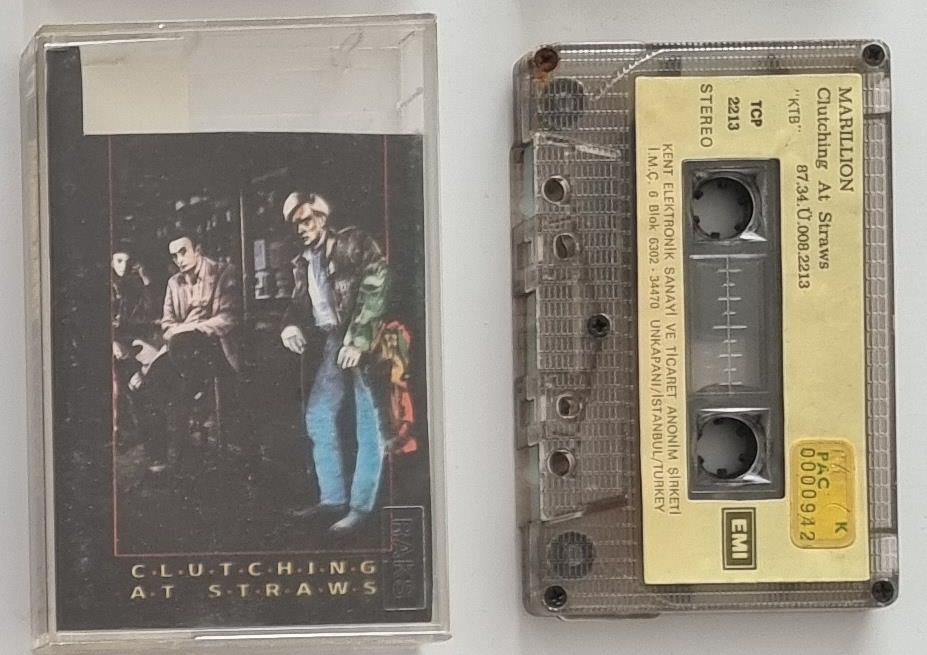 C·L·U·T·C·H·I·N·G
A·T S·T·R·A·W·S
RAKS
MARILLION
Clutching At Straws
"KTB" 87.34.Ü.008.2213
TCP
2213
STEREO
KENT ELEKTRONİK SANAYİ VE TİCARET ANONİM ŞİRKETİ
İ.M.Ç. 6 Blok 6302 - 34470 UNKAPANI/İSTANBUL/TURKEY
EMI
K
PAC
0000942